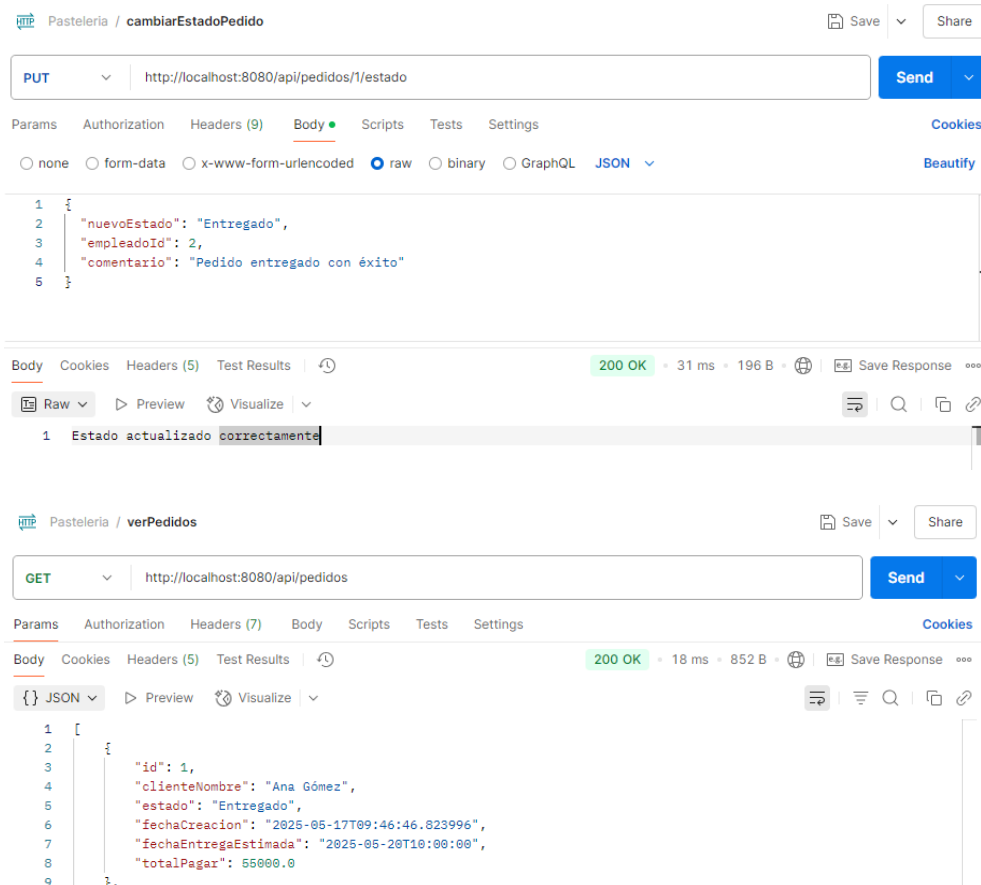 HTTP Pasteleria / cambiarEstadoPedido Save Share
PUT http://localhost:8080/api/pedidos/1/estado Send
Params Authorization Headers (9) Body Scripts Tests Settings Cookies
none form-data x-www-form-urlencoded raw binary GraphQL JSON Beautify
1 {
2 "nuevoEstado": "Entregado",
3 "empleadoId": 2,
4 "comentario": "Pedido entregado con éxito"
5 }
Body Cookies Headers (5) Test Results 200 OK • 31 ms • 196 B e.g. Save Response
Raw Preview Visualize
1 Estado actualizado correctamente
HTTP Pasteleria / verPedidos Save Share
GET http://localhost:8080/api/pedidos Send
Params Authorization Headers (7) Body Scripts Tests Settings Cookies
Body Cookies Headers (5) Test Results 200 OK • 18 ms • 852 B e.g. Save Response
{} JSON Preview Visualize
1 [
2 {
3 "id": 1,
4 "clienteNombre": "Ana Gómez",
5 "estado": "Entregado",
6 "fechaCreacion": "2025-05-17T09:46:46.823996",
7 "fechaEntregaEstimada": "2025-05-20T10:00:00",
8 "totalPagar": 55000.0
9 },